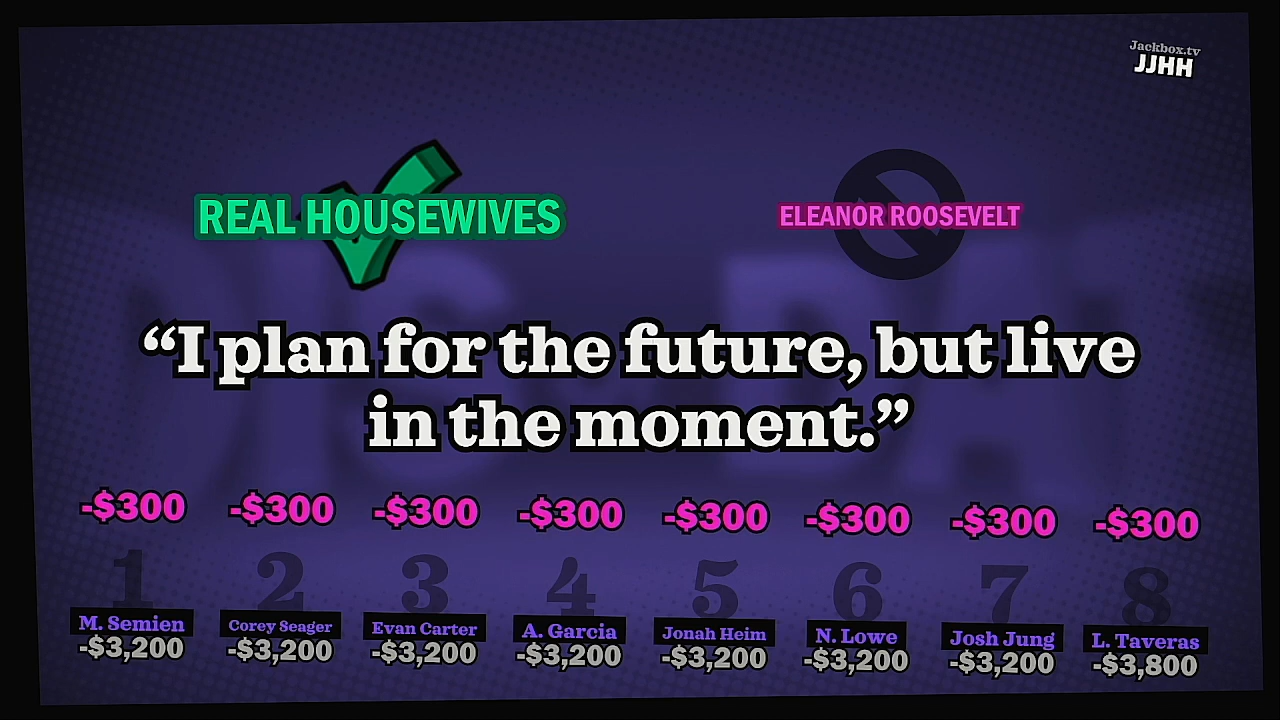 Jackbox.tv
JJHH
REAL HOUSEWIVES
ELEANOR ROOSEVELT
“I plan for the future, but live
in the moment.”
-$300 -$300 -$300 -$300 -$300 -$300 -$300 -$300
1 2 3 4 5 6 7 8
M. Semien Corey Seager Evan Carter A. Garcia Jonah Heim N. Lowe Josh Jung L. Taveras
-$3,200 -$3,200 -$3,200 -$3,200 -$3,200 -$3,200 -$3,200 -$3,800